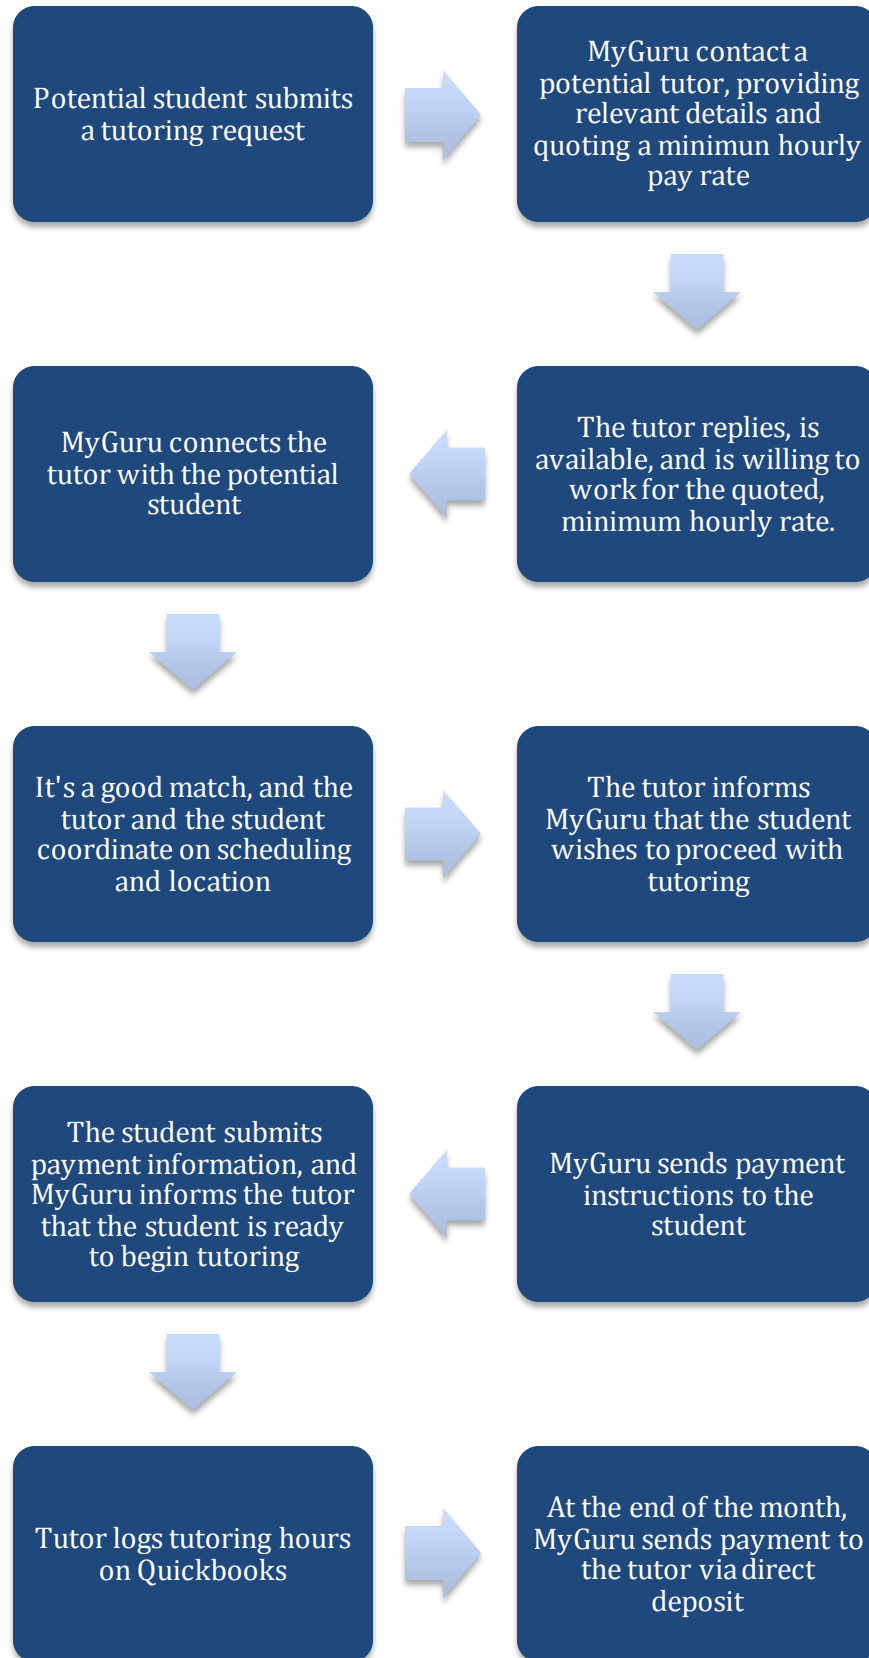 Potential student submits
a tutoring request
MyGuru contact a
potential tutor, providing
relevant details and
quoting a minimun hourly
pay rate
The tutor replies, is
available, and is willing to
work for the quoted,
minimum hourly rate.
MyGuru connects the
tutor with the potential
student
It's a good match, and the
tutor and the student
coordinate on scheduling
and location
The tutor informs
MyGuru that the student
wishes to proceed with
tutoring
MyGuru sends payment
instructions to the
student
The student submits
payment information, and
MyGuru informs the tutor
that the student is ready
to begin tutoring
Tutor logs tutoring hours
on Quickbooks
At the end of the month,
MyGuru sends payment to
the tutor via direct
deposit